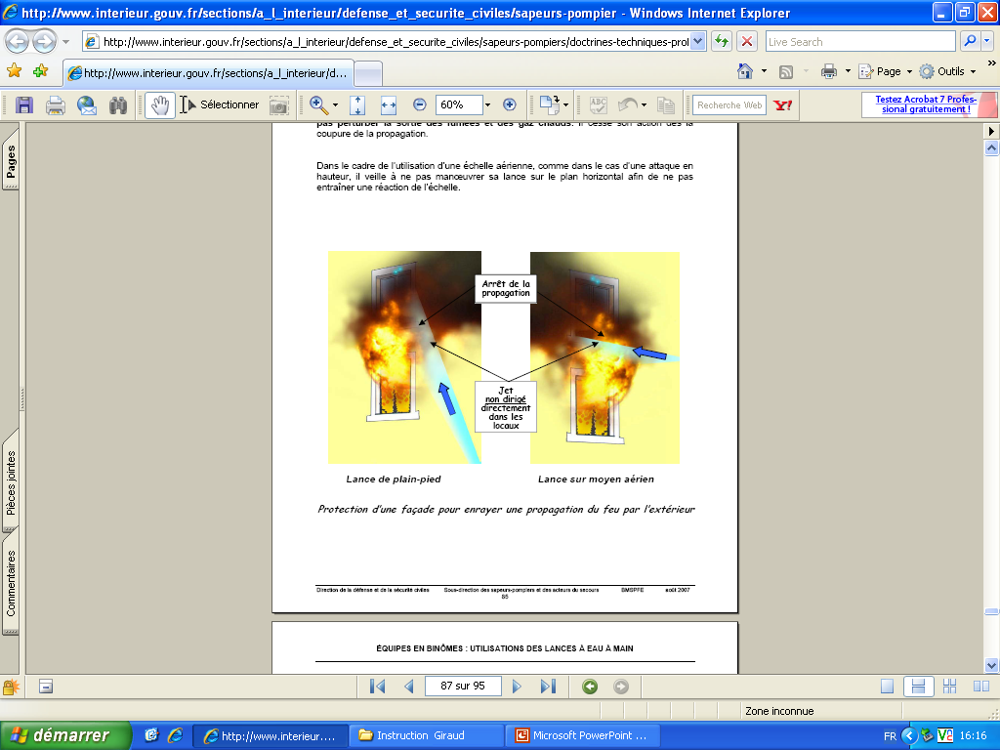 http://www.interieur.gouv.fr/sections/a_l_interieur/defense_et_securite_civiles/sapeurs-pompier - Windows Internet Explorer
http://www.interieur.gouv.fr/sections/a_l_interieur/defense_et_securite_civiles/sapeurs-pompiers/doctrines-techniques-prol
Live Search
http://www.interieur.gouv.fr/sections/a_l_interieur/d...
Page
Outils
Sélectionner
60%
Recherche Web
Y!
Testez Acrobat 7 Profes-
sional gratuitement !
Pages
Pièces jointes
Commentaires
pas perturber la sortie des fumées et des gaz chauds. Il cesse son action dès la
coupure de la propagation.
Dans le cadre de l'utilisation d'une échelle aérienne, comme dans le cas d'une attaque en
hauteur, il veille à ne pas manœuvrer sa lance sur le plan horizontal afin de ne pas
entraîner une réaction de l'échelle.
Arrêt de la
propagation
Jet
non dirigé
directement
dans les
locaux
Lance de plain-pied
Lance sur moyen aérien
Protection d'une façade pour enrayer une propagation du feu par l'extérieur
Direction de la défense et de la sécurité civiles Sous-direction des sapeurs-pompiers et des acteurs du secours BMSPFE août 2007
86
ÉQUIPES EN BINÔMES : UTILISATIONS DES LANCES À EAU À MAIN
87 sur 95
Zone inconnue
démarrer
http://www.interieur....
Instruction Giraud
Microsoft PowerPoint ...
FR
16:16